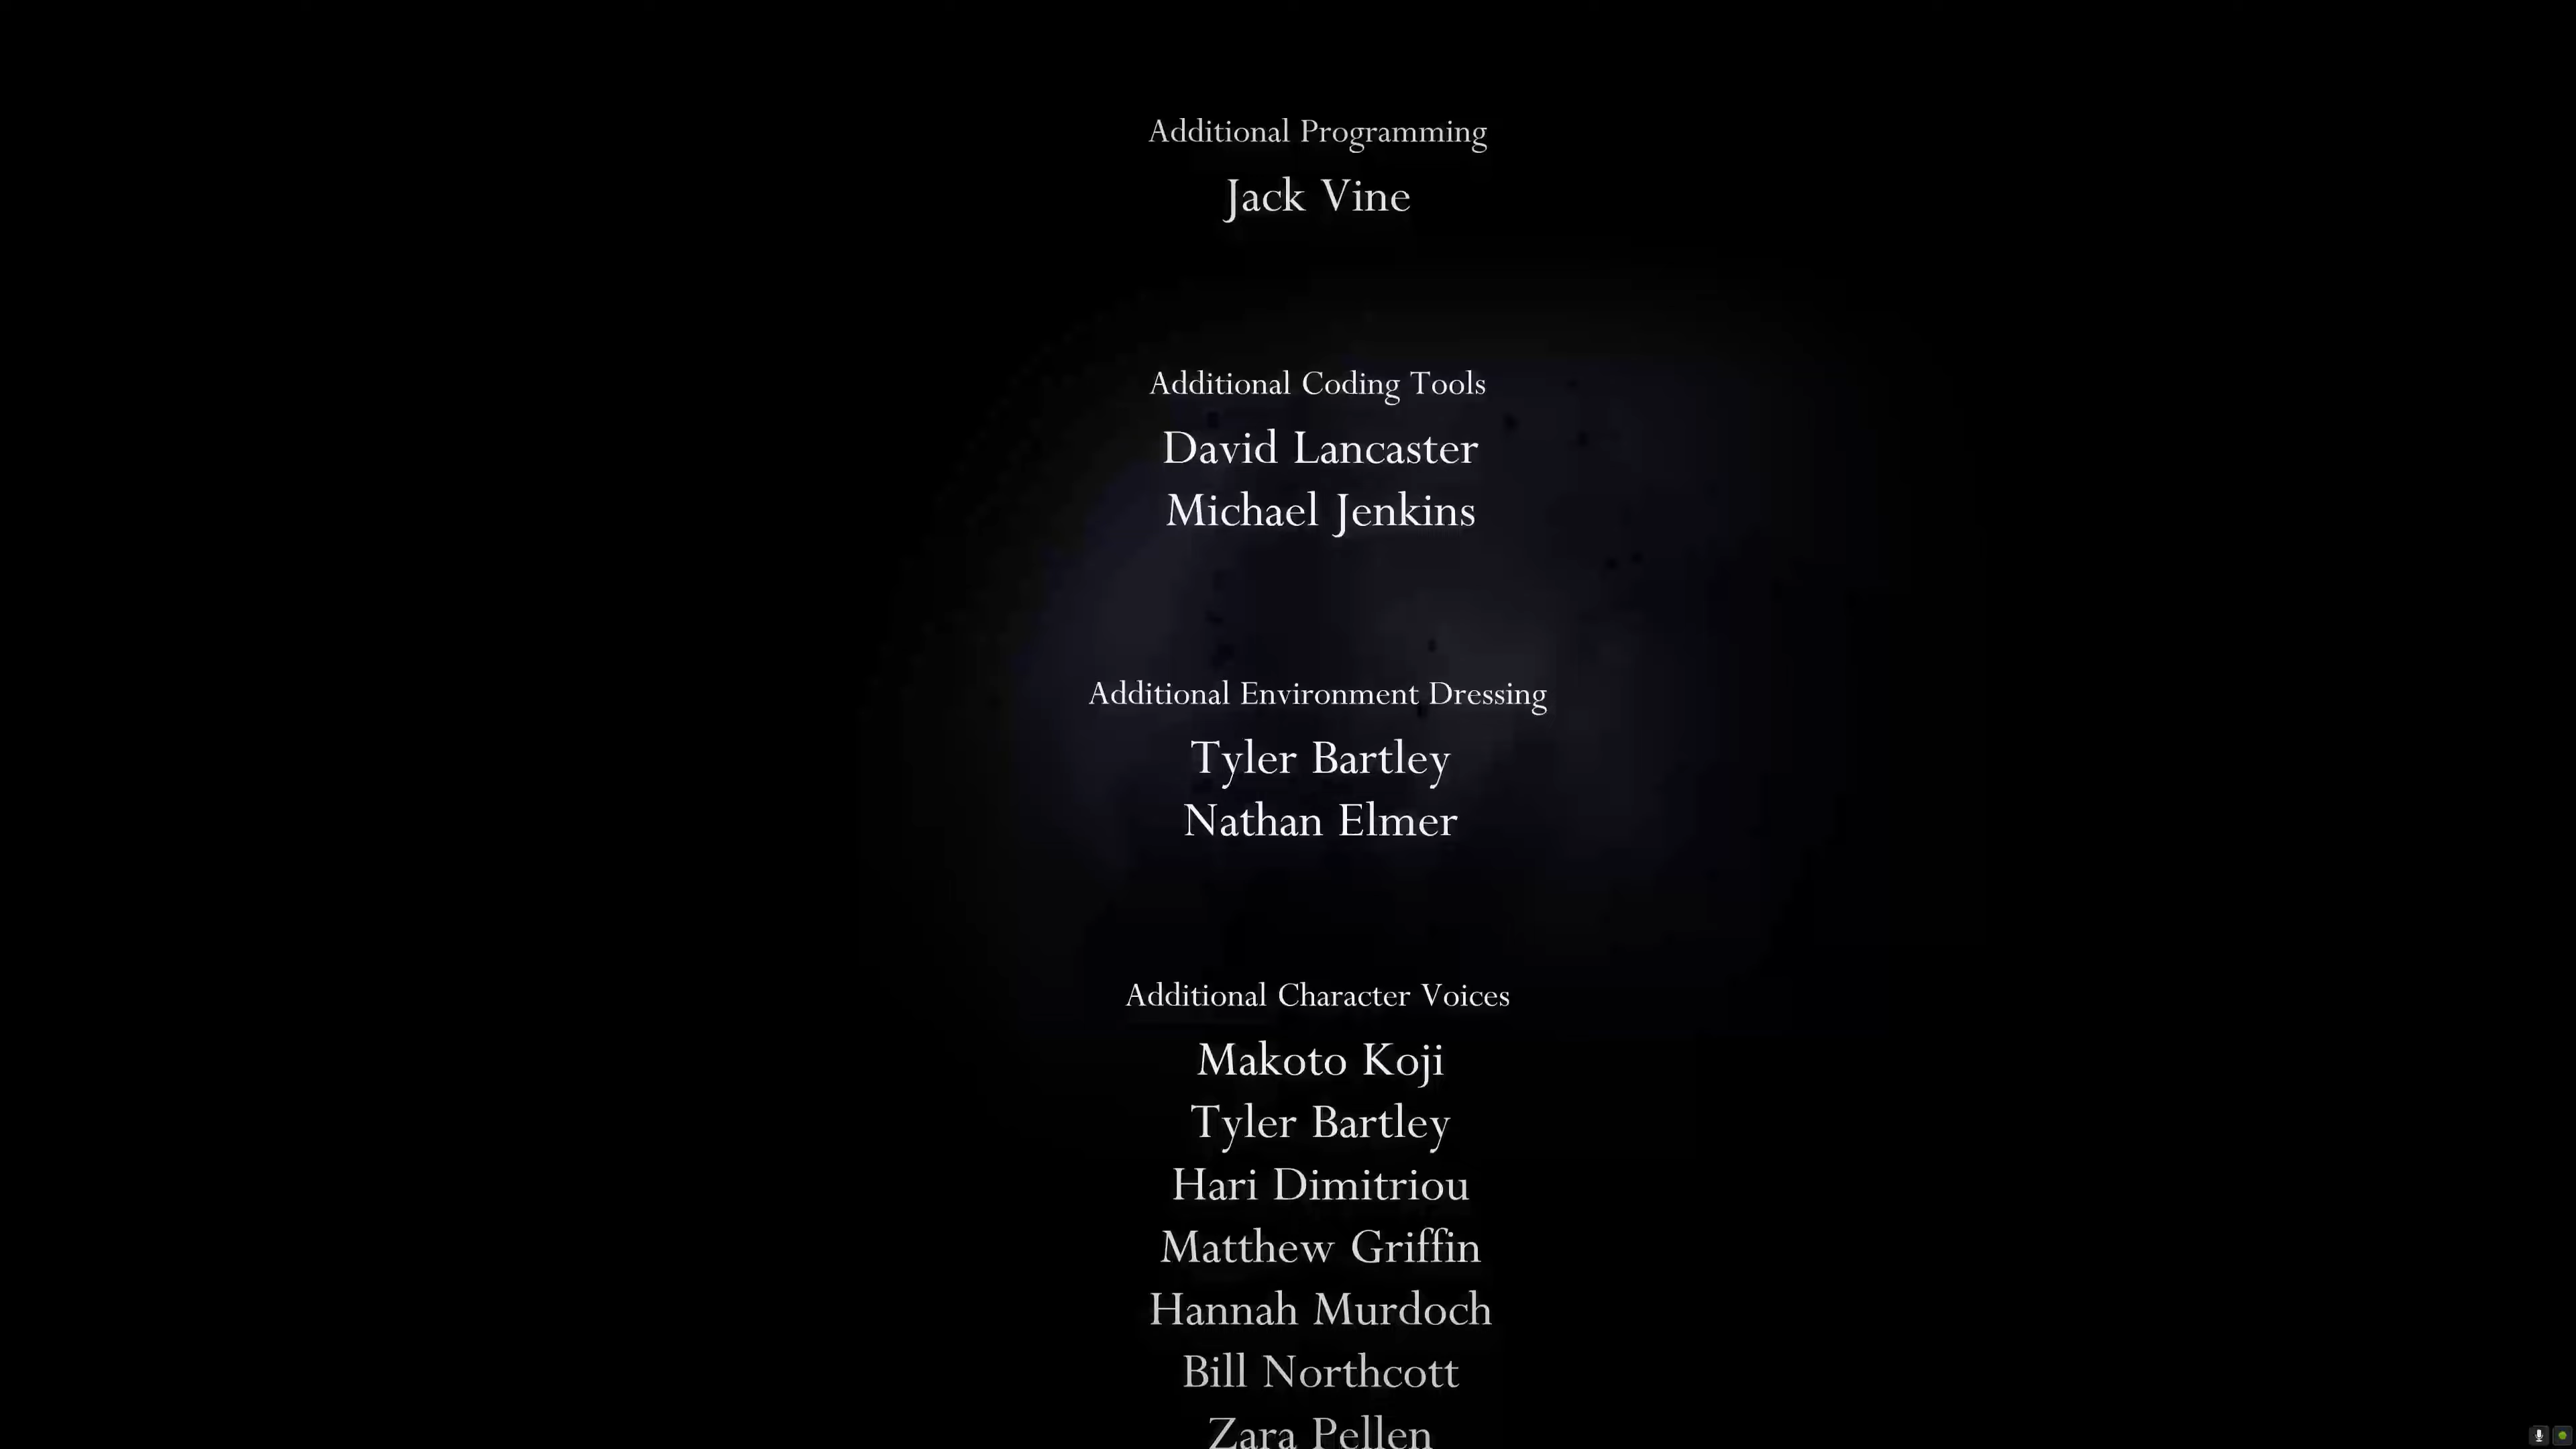 Additional Programming
Jack Vine
Additional Coding Tools
David Lancaster
Michael Jenkins
Additional Environment Dressing
Tyler Bartley
Nathan Elmer
Additional Character Voices
Makoto Koji
Tyler Bartley
Hari Dimitriou
Matthew Griffin
Hannah Murdoch
Bill Northcott
Zara Pellen